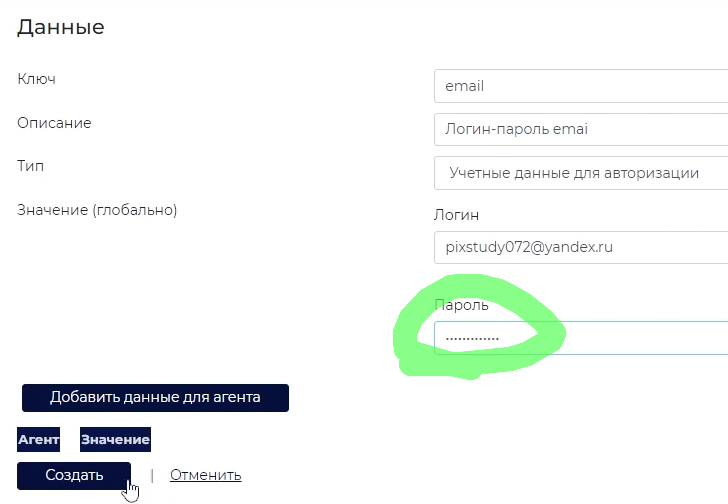 Данные
Ключ
email
Описание
Логин-пароль emai
Тип
Учетные данные для авторизации
Значение (глобально)
Логин
pixstudy072@yandex.ru
Пароль
•••••••••••••
Добавить данные для агента
Агент Значение
Создать | Отменить